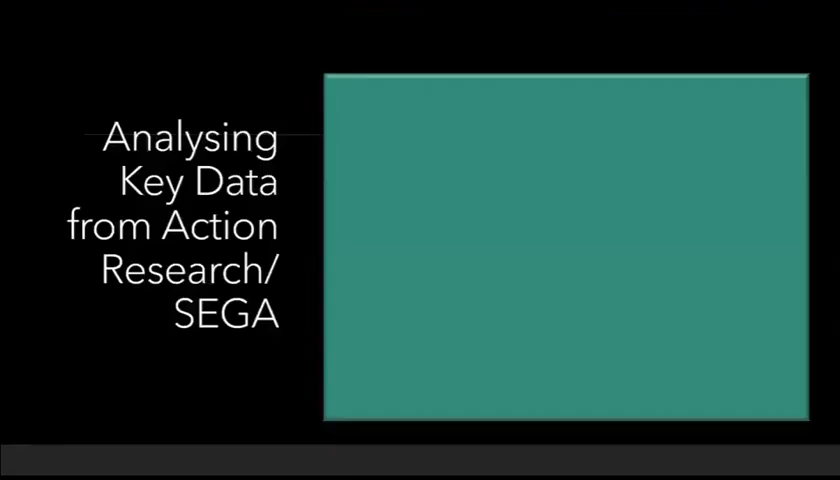 Analysing
Key Data
from Action
Research/
SEGA